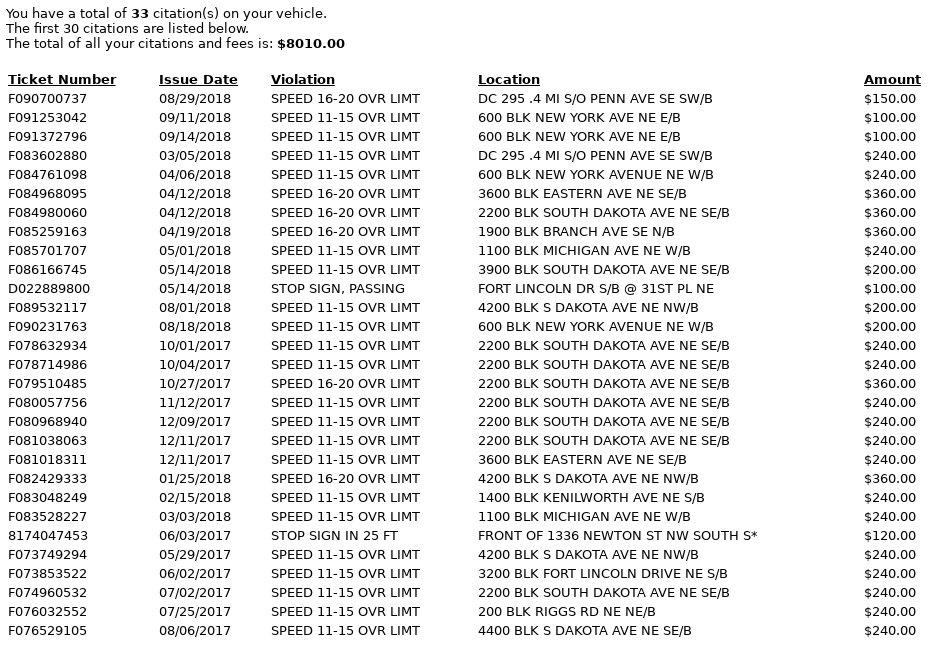 You have a total of 33 citation(s) on your vehicle.
The first 30 citations are listed below.
The total of all your citations and fees is: $8010.00
Ticket Number Issue Date Violation Location Amount
F090700737 08/29/2018 SPEED 16-20 OVR LIMT DC 295 .4 MI S/O PENN AVE SE SW/B $150.00
F091253042 09/11/2018 SPEED 11-15 OVR LIMT 600 BLK NEW YORK AVE NE E/B $100.00
F091372796 09/14/2018 SPEED 11-15 OVR LIMT 600 BLK NEW YORK AVE NE E/B $100.00
F083602880 03/05/2018 SPEED 11-15 OVR LIMT DC 295 .4 MI S/O PENN AVE SE SW/B $240.00
F084761098 04/06/2018 SPEED 11-15 OVR LIMT 600 BLK NEW YORK AVENUE NE W/B $240.00
F084968095 04/12/2018 SPEED 16-20 OVR LIMT 3600 BLK EASTERN AVE NE SE/B $360.00
F084980060 04/12/2018 SPEED 16-20 OVR LIMT 2200 BLK SOUTH DAKOTA AVE NE SE/B $360.00
F085259163 04/19/2018 SPEED 16-20 OVR LIMT 1900 BLK BRANCH AVE SE N/B $360.00
F085701707 05/01/2018 SPEED 11-15 OVR LIMT 1100 BLK MICHIGAN AVE NE W/B $240.00
F086166745 05/14/2018 SPEED 11-15 OVR LIMT 3900 BLK SOUTH DAKOTA AVE NE SE/B $200.00
D022889800 05/14/2018 STOP SIGN, PASSING FORT LINCOLN DR S/B @ 31ST PL NE $100.00
F089532117 08/01/2018 SPEED 11-15 OVR LIMT 4200 BLK S DAKOTA AVE NE NW/B $200.00
F090231763 08/18/2018 SPEED 11-15 OVR LIMT 600 BLK NEW YORK AVENUE NE W/B $200.00
F078632934 10/01/2017 SPEED 11-15 OVR LIMT 2200 BLK SOUTH DAKOTA AVE NE SE/B $240.00
F078714986 10/04/2017 SPEED 11-15 OVR LIMT 2200 BLK SOUTH DAKOTA AVE NE SE/B $240.00
F079510485 10/27/2017 SPEED 16-20 OVR LIMT 2200 BLK SOUTH DAKOTA AVE NE SE/B $360.00
F080057756 11/12/2017 SPEED 11-15 OVR LIMT 2200 BLK SOUTH DAKOTA AVE NE SE/B $240.00
F080968940 12/09/2017 SPEED 11-15 OVR LIMT 2200 BLK SOUTH DAKOTA AVE NE SE/B $240.00
F081038063 12/11/2017 SPEED 11-15 OVR LIMT 2200 BLK SOUTH DAKOTA AVE NE SE/B $240.00
F081018311 12/11/2017 SPEED 11-15 OVR LIMT 3600 BLK EASTERN AVE NE SE/B $240.00
F082429333 01/25/2018 SPEED 16-20 OVR LIMT 4200 BLK S DAKOTA AVE NE NW/B $360.00
F083048249 02/15/2018 SPEED 11-15 OVR LIMT 1400 BLK KENILWORTH AVE NE S/B $240.00
F083528227 03/03/2018 SPEED 11-15 OVR LIMT 1100 BLK MICHIGAN AVE NE W/B $240.00
8174047453 06/03/2017 STOP SIGN IN 25 FT FRONT OF 1336 NEWTON ST NW SOUTH S* $120.00
F073749294 05/29/2017 SPEED 11-15 OVR LIMT 4200 BLK S DAKOTA AVE NE NW/B $240.00
F073853522 06/02/2017 SPEED 11-15 OVR LIMT 3200 BLK FORT LINCOLN DRIVE NE S/B $240.00
F074960532 07/02/2017 SPEED 11-15 OVR LIMT 2200 BLK SOUTH DAKOTA AVE NE SE/B $240.00
F076032552 07/25/2017 SPEED 11-15 OVR LIMT 200 BLK RIGGS RD NE NE/B $240.00
F076529105 08/06/2017 SPEED 11-15 OVR LIMT 4400 BLK S DAKOTA AVE NE SE/B $240.00